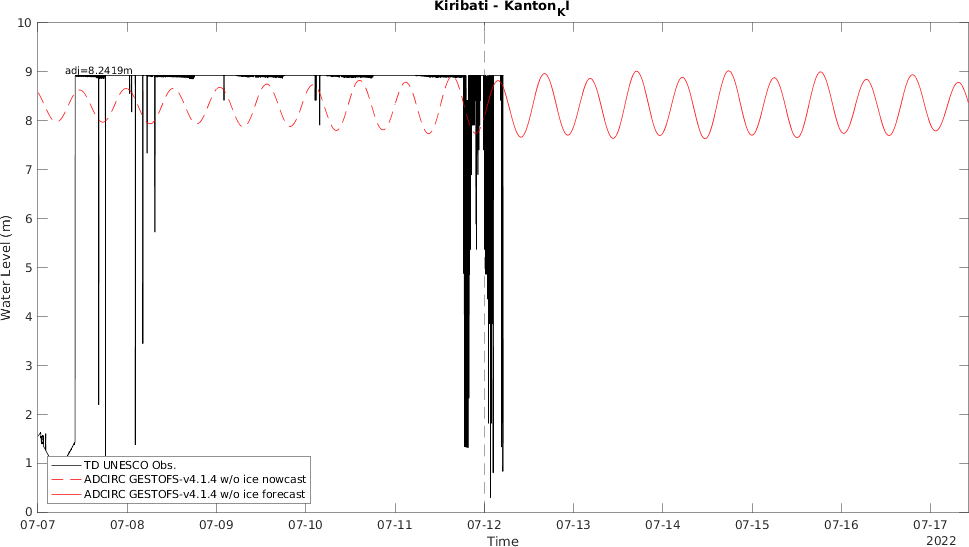 Kiribati - Kanton_KI
10
9
8
7
6
5
4
3
2
1
0
Water Level (m)
adj=8.2419m
TD UNESCO Obs.
ADCIRC GESTOFS-v4.1.4 w/o ice nowcast
ADCIRC GESTOFS-v4.1.4 w/o ice forecast
07-07 07-08 07-09 07-10 07-11 07-12 07-13 07-14 07-15 07-16 07-17
Time
2022